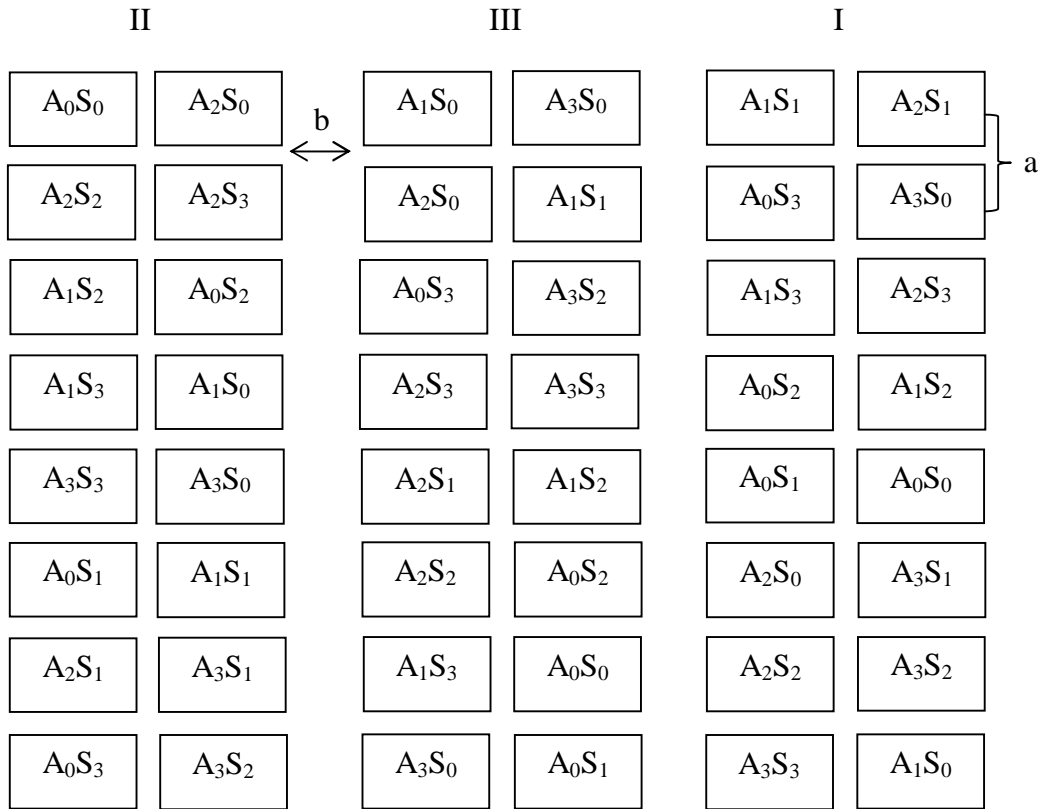 II III I
A₀S₀ A₂S₀ A₁S₀ A₃S₀ A₁S₁ A₂S₁
b
a
A₂S₂ A₂S₃ A₂S₀ A₁S₁ A₀S₃ A₃S₀
A₁S₂ A₀S₂ A₀S₃ A₃S₂ A₁S₃ A₂S₃
A₁S₃ A₁S₀ A₂S₃ A₃S₃ A₀S₂ A₁S₂
A₃S₃ A₃S₀ A₂S₁ A₁S₂ A₀S₁ A₀S₀
A₀S₁ A₁S₁ A₂S₂ A₀S₂ A₂S₀ A₃S₁
A₂S₁ A₃S₁ A₁S₃ A₀S₀ A₂S₂ A₃S₂
A₀S₃ A₃S₂ A₃S₀ A₀S₁ A₃S₃ A₁S₀